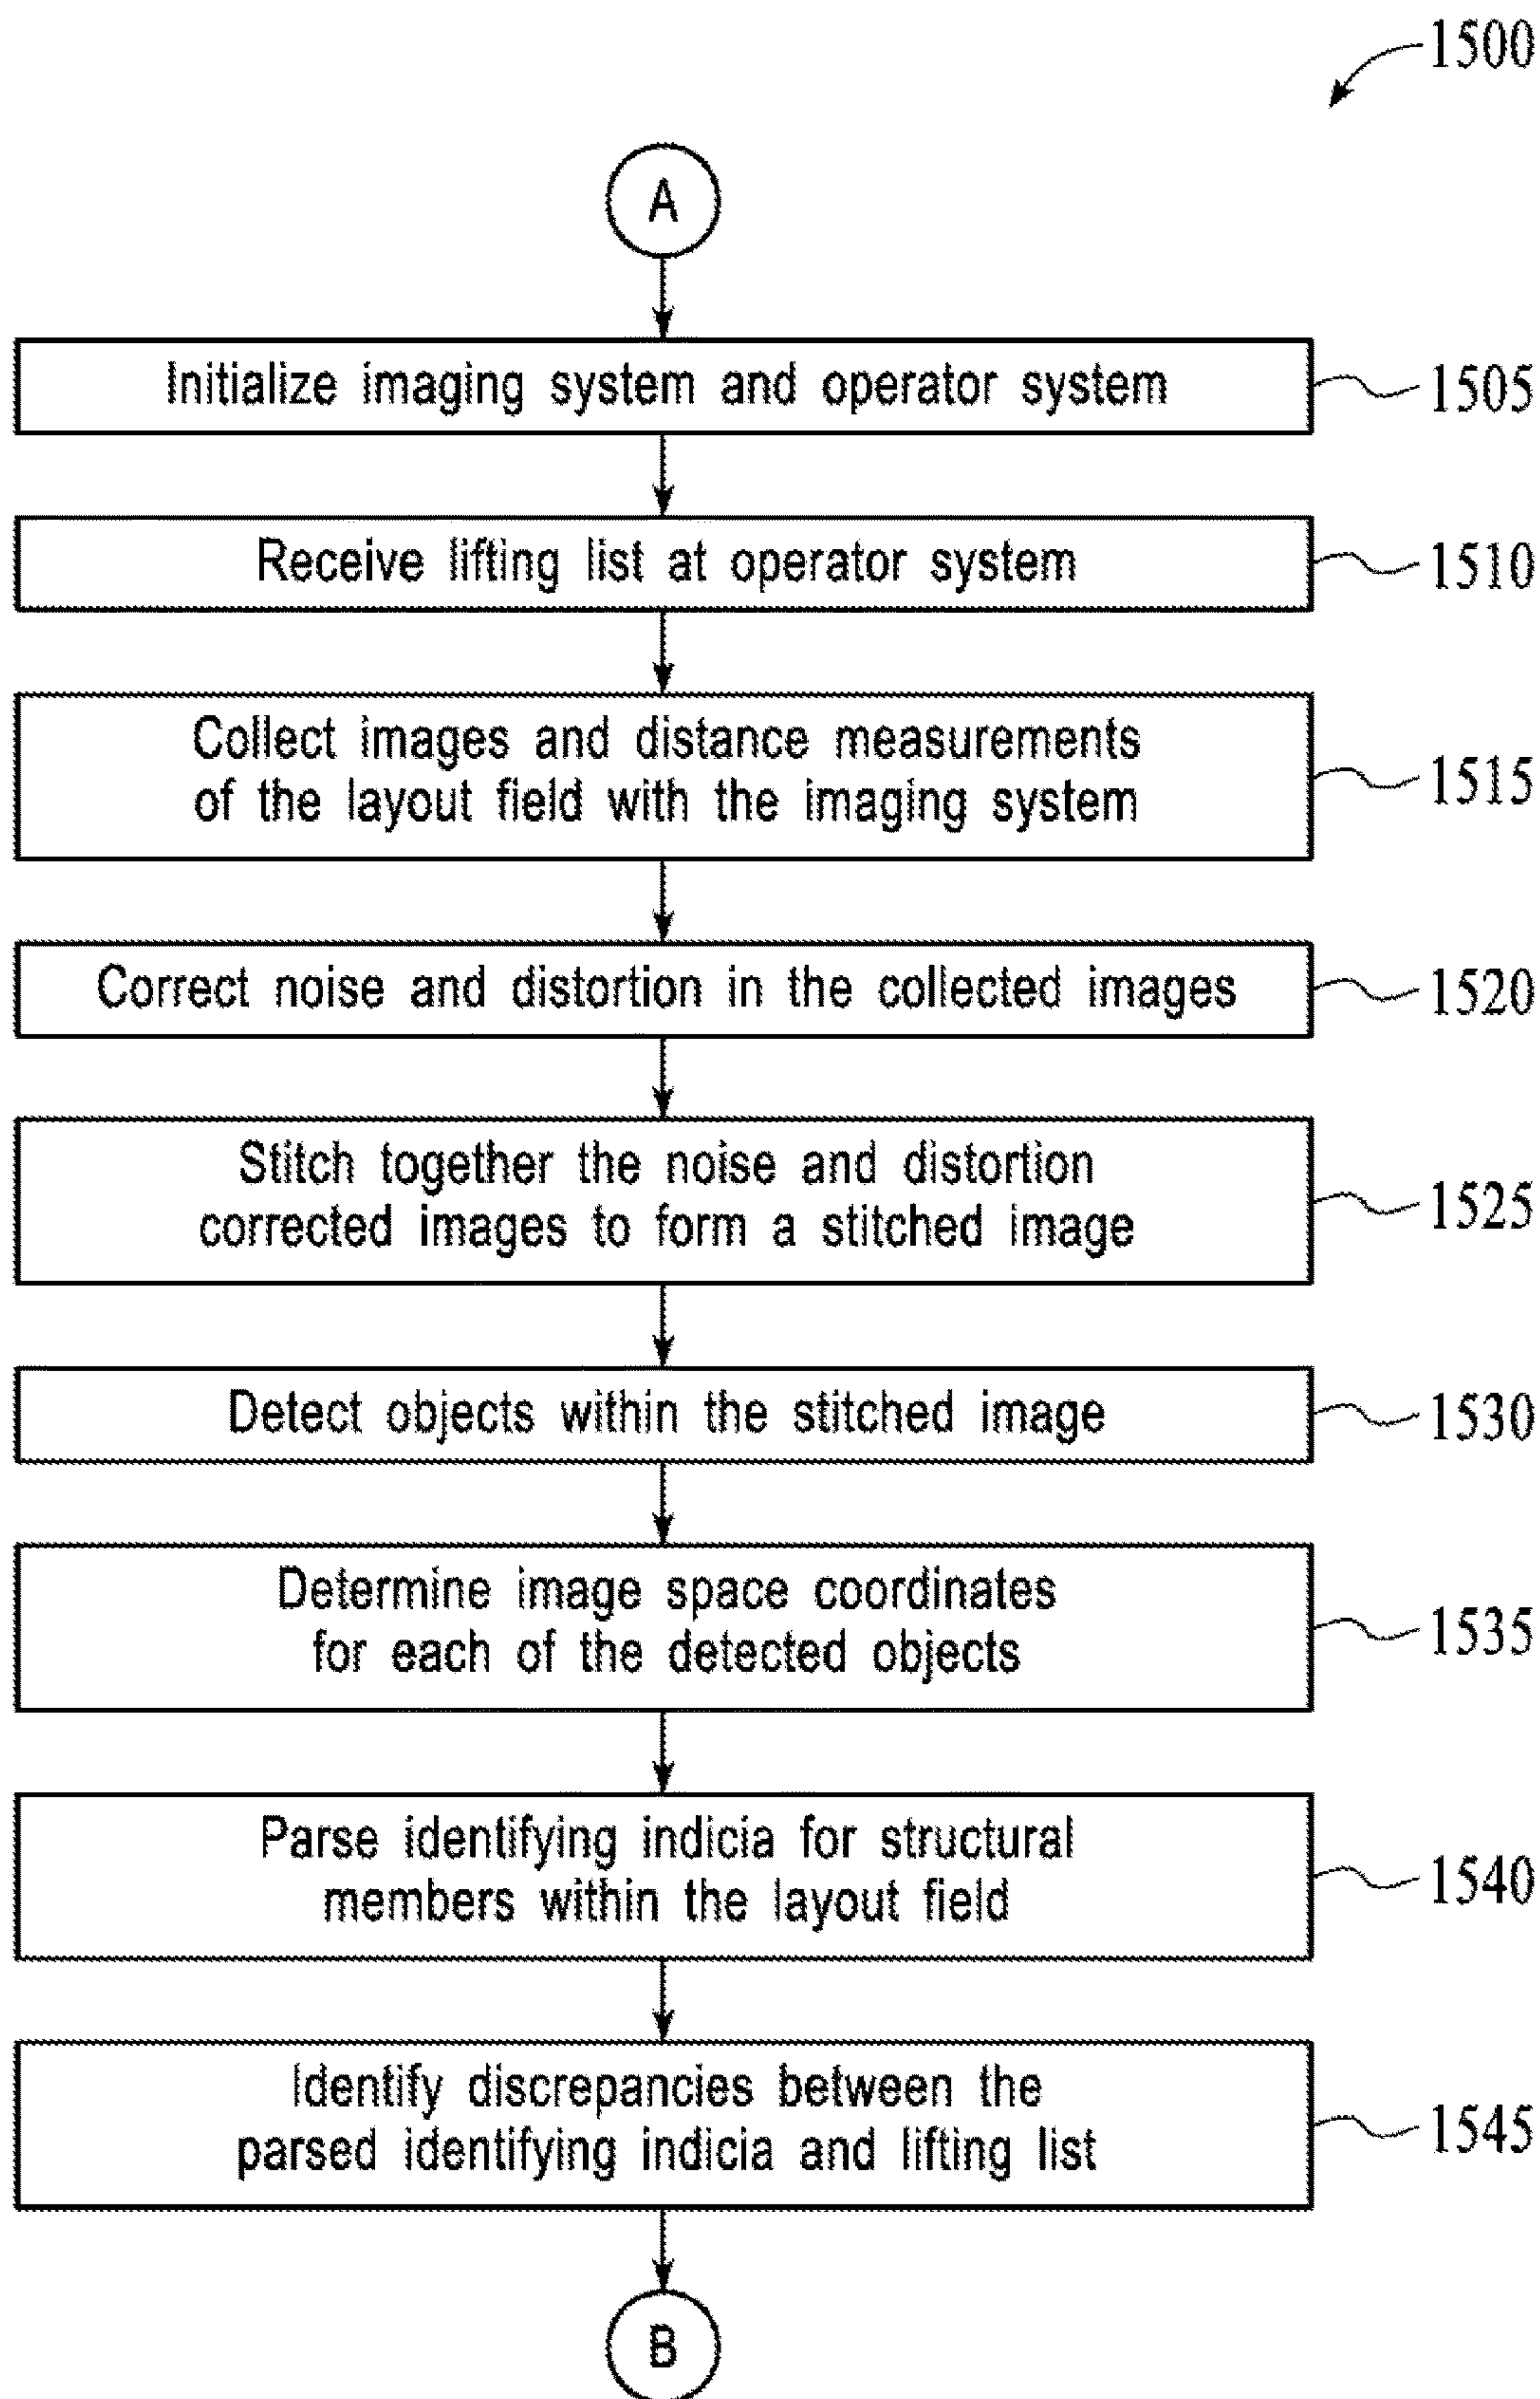 1500
A
Initialize imaging system and operator system
1505
Receive lifting list at operator system
1510
Collect images and distance measurements
of the layout field with the imaging system
1515
Correct noise and distortion in the collected images
1520
Stitch together the noise and distortion
corrected images to form a stitched image
1525
Detect objects within the stitched image
1530
Determine image space coordinates
for each of the detected objects
1535
Parse identifying indicia for structural
members within the layout field
1540
Identify discrepancies between the
parsed identifying indicia and lifting list
1545
B